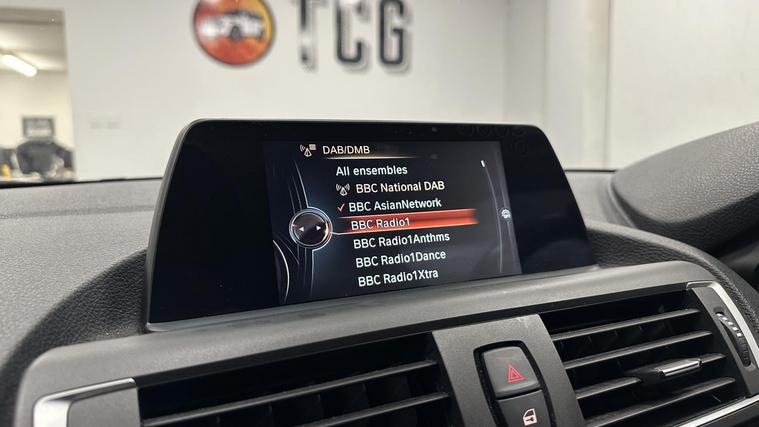 TCG
DAB/DMB
All ensembles
BBC National DAB
BBC AsianNetwork
BBC Radio1
BBC Radio1Anthms
BBC Radio1Dance
BBC Radio1Xtra